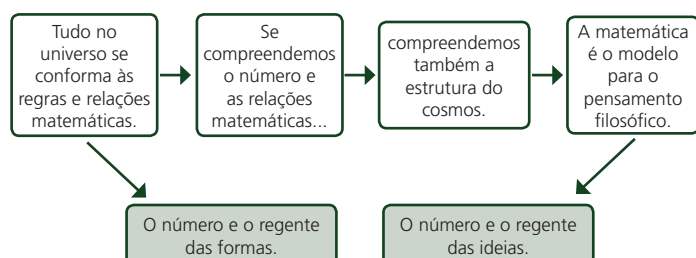 Tudo no
universo se
conforma às
regras e relações
matemáticas.
Se
compreendemos
o número e
as relações
matemáticas...
compreendemos
também a
estrutura do
cosmos.
A matemática
é o modelo
para o
pensamento
filosófico.
O número e o regente
das formas.
O número e o regente
das ideias.